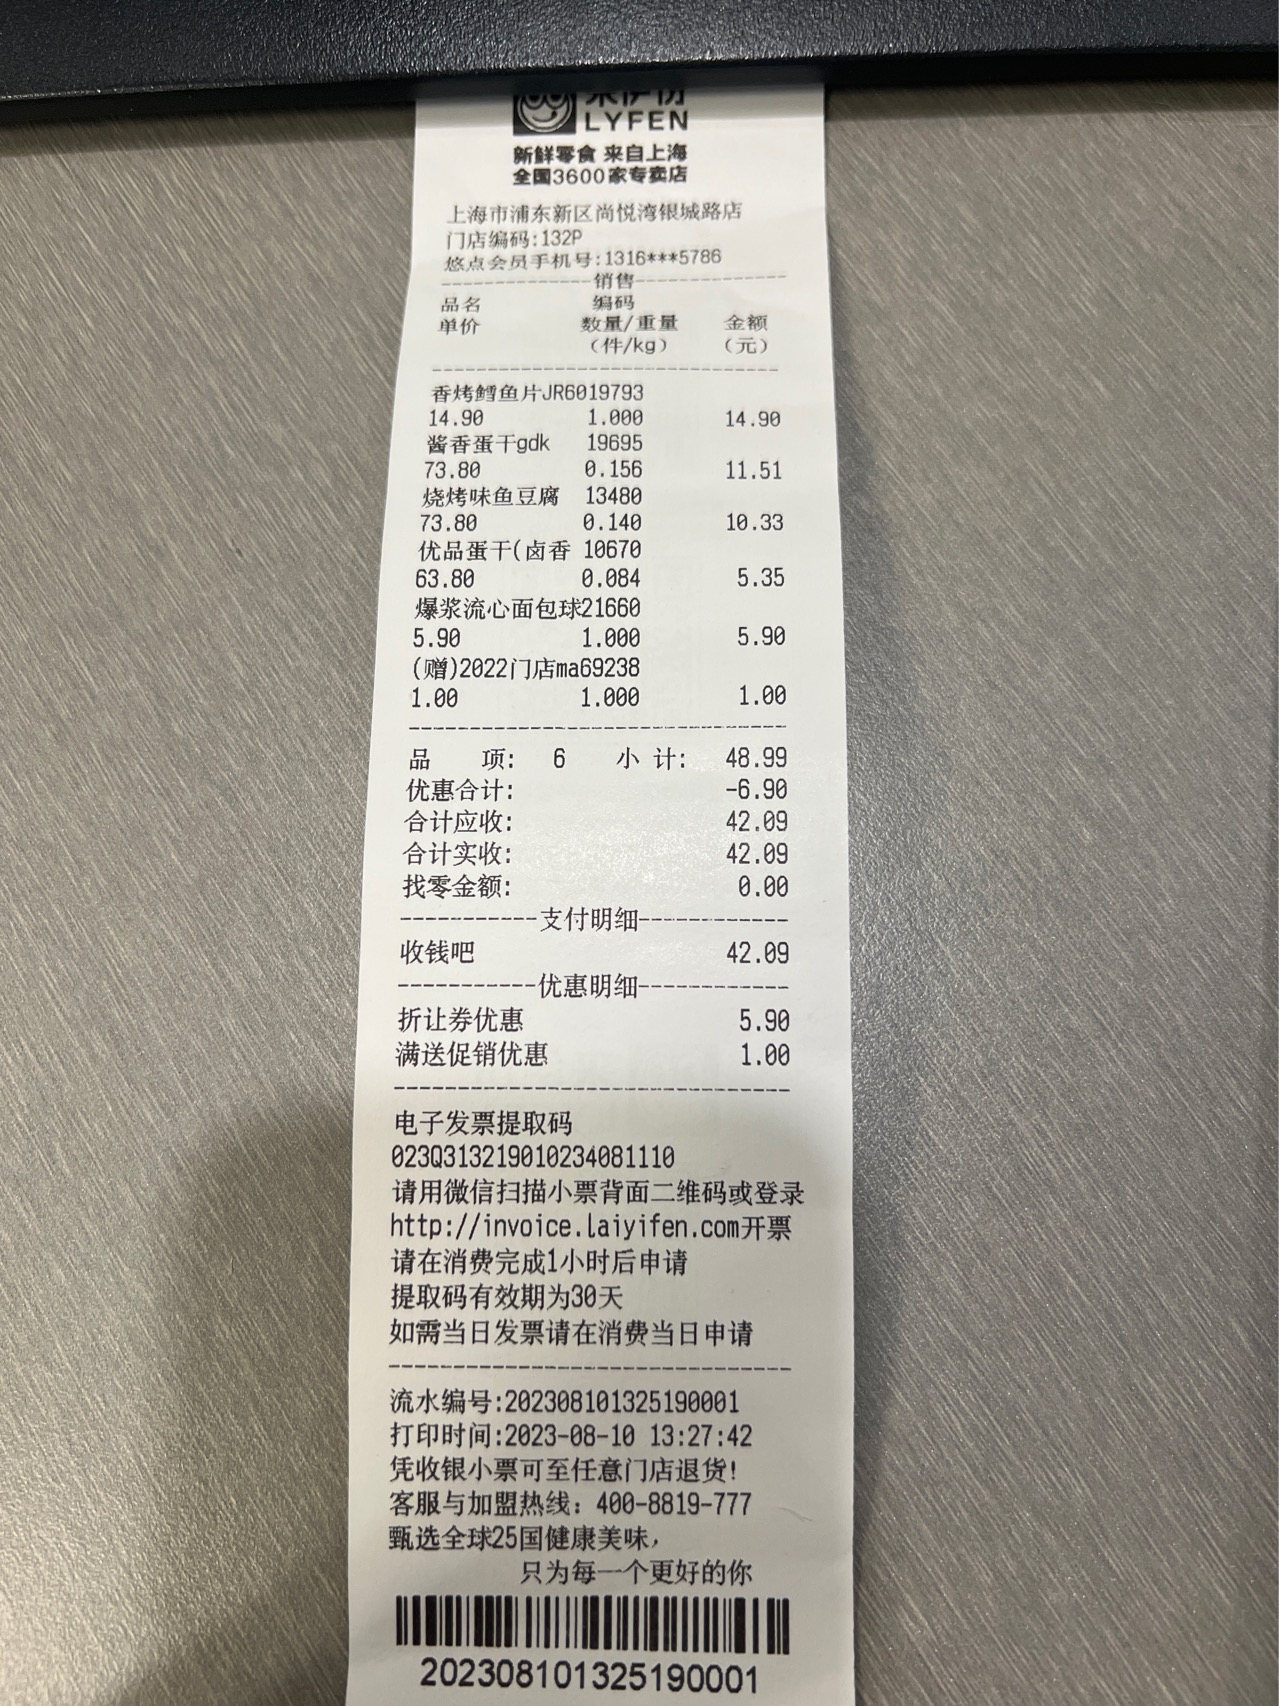 LYFEN
新鲜零食 来自上海
全国3600家专卖店
上海市浦东新区尚悦湾银城路店
门店编码:132P
悠点会员手机号:1316***5786
销售
品名 编码
单价 数量/重量 金额
（件/kg） （元）
香烤鳕鱼片JR6019793
14.90 1.000 14.90
酱香蛋干gdk 19695
73.80 0.156 11.51
烧烤味鱼豆腐 13480
73.80 0.140 10.33
优品蛋干(卤香 10670
63.80 0.084 5.35
爆浆流心面包球21660
5.90 1.000 5.90
(赠)2022门店ma69238
1.00 1.000 1.00
品 项: 6 小 计: 48.99
优惠合计: -6.90
合计应收: 42.09
合计实收: 42.09
找零金额: 0.00
支付明细
收钱吧 42.09
优惠明细
折让券优惠 5.90
满送促销优惠 1.00
电子发票提取码
023Q313219010234081110
请用微信扫描小票背面二维码或登录
http://invoice.laiyifen.com开票
请在消费完成1小时后申请
提取码有效期为30天
如需当日发票请在消费当日申请
流水编号:202308101325190001
打印时间:2023-08-10 13:27:42
凭收银小票可至任意门店退货!
客服与加盟热线：400-8819-777
甄选全球25国健康美味，
只为每一个更好的你
202308101325190001